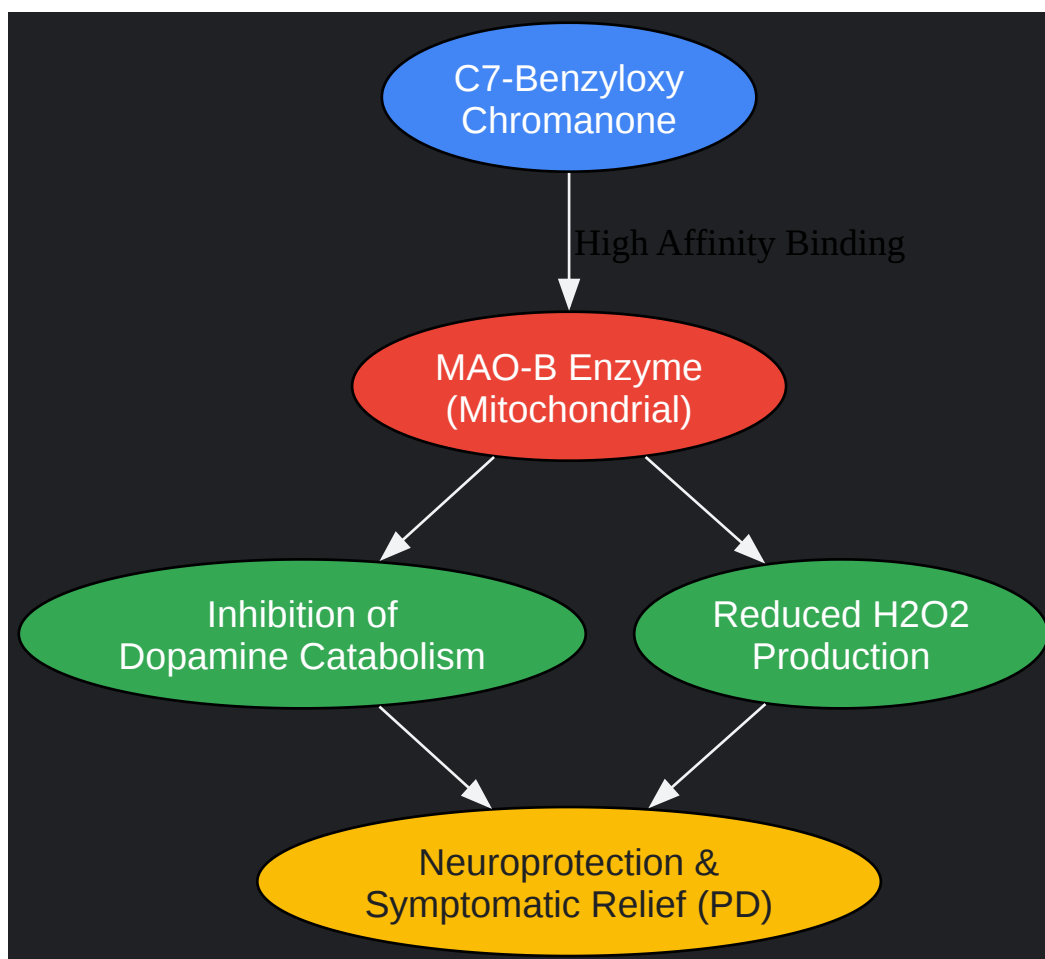 C7-Benzyloxy
Chromanone
High Affinity Binding
MAO-B Enzyme
(Mitochondrial)
Inhibition of
Dopamine Catabolism
Reduced H2O2
Production
Neuroprotection &
Symptomatic Relief (PD)